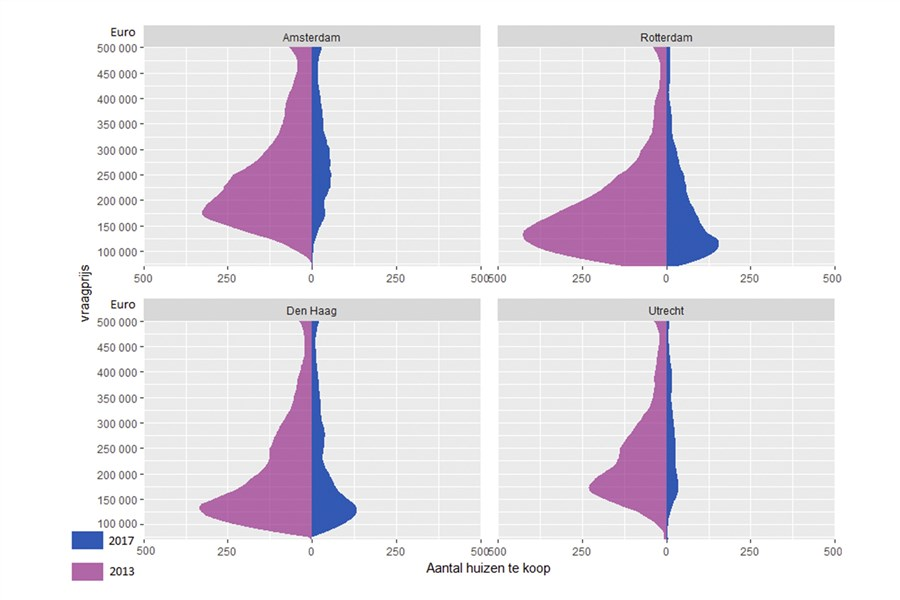 Euro
Amsterdam
Rotterdam
500 000
450 000
400 000
350 000
300 000
250 000
200 000
150 000
100 000
500 250 0 250 500
500 250 0 250 500
vraagprijs
Euro
Den Haag
Utrecht
500 000
450 000
400 000
350 000
300 000
250 000
200 000
150 000
100 000
500 250 0 250 500
500 250 0 250 500
Aantal huizen te koop
2017
2013